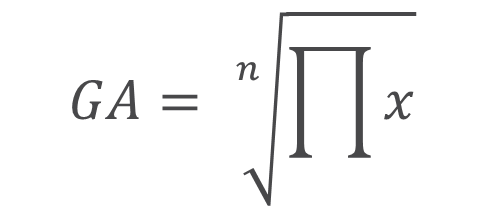 GA = ⁿ√∏x